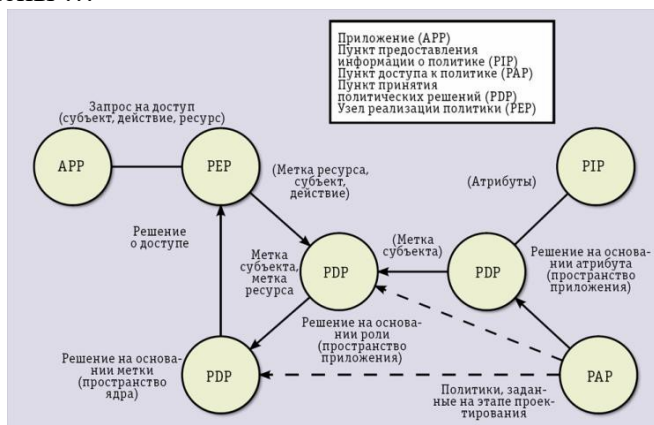 Приложение (APP)
Пункт предоставления
информации о политике (PIP)
Пункт доступа к политике (PAP)
Пункт принятия
политических решений (PDP)
Узел реализации политики (PEP)
Запрос на доступ
(субъект, действие, ресурс)
APP
PEP
PIP
(Метка ресурса,
субъект,
действие)
(Атрибуты)
Решение
о доступе
Метка
субъекта,
метка
ресурса
PDP
(Метка
субъекта)
PDP
Решение на осно-
вании атрибута
(пространство
приложения)
Решение на основа-
нии роли
(пространство
приложения)
Решение на основа-
нии метки
(пространство
ядра)
PDP
Политики, задан-
ные на этапе проек-
тирования
PAP